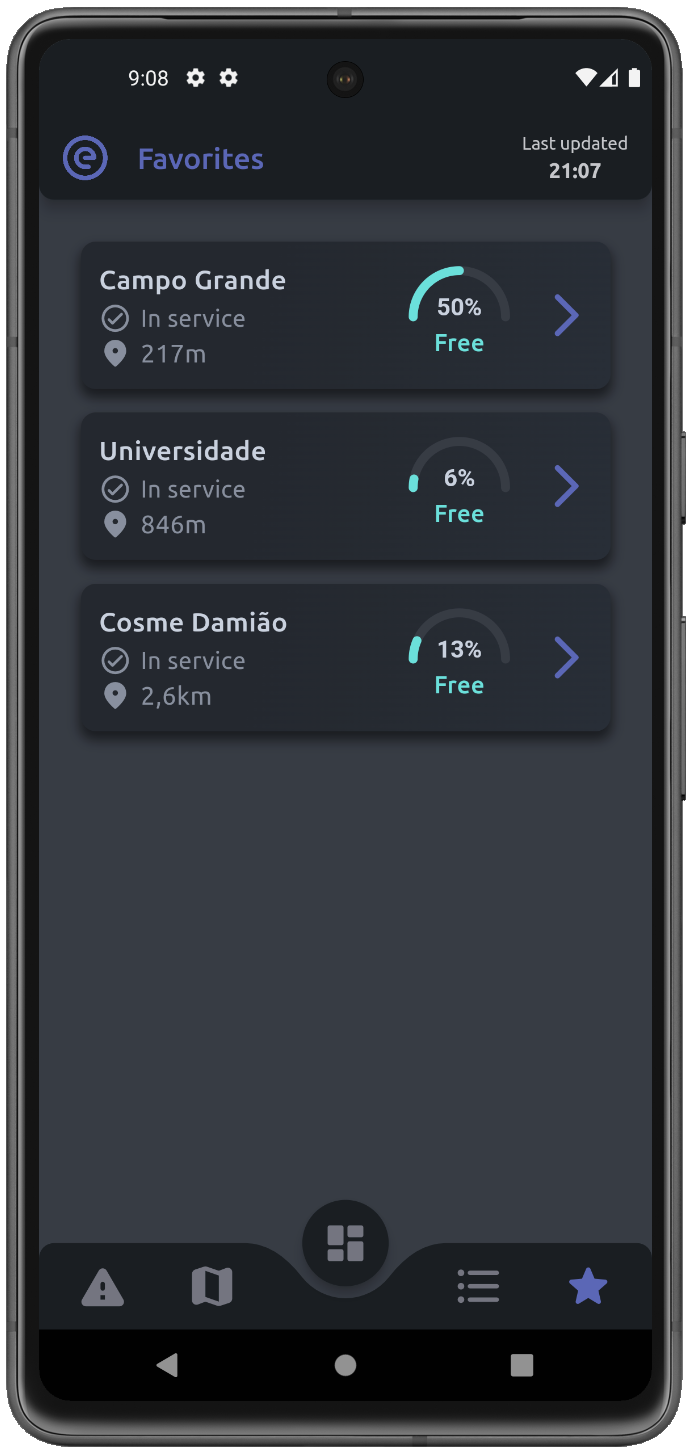 9:08
Favorites
Last updated
21:07
Campo Grande
In service
217m
50%
Free
Universidade
In service
846m
6%
Free
Cosme Damião
In service
2,6km
13%
Free